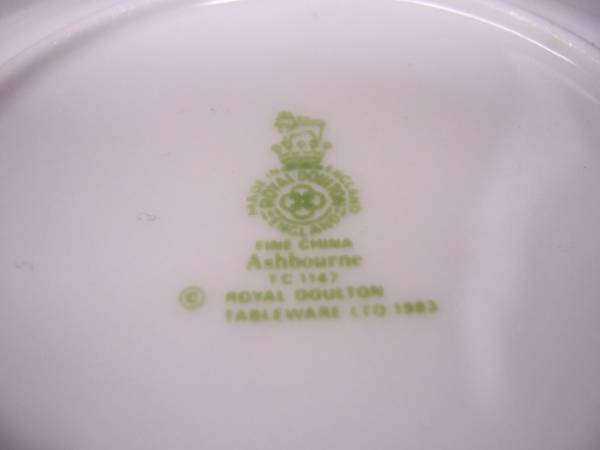 MADE IN ENGLAND
ROYAL DOULTON
ENGLAND
FINE CHINA
Ashbourne
TC 1147
© ROYAL DOULTON
TABLEWARE LTD 1983